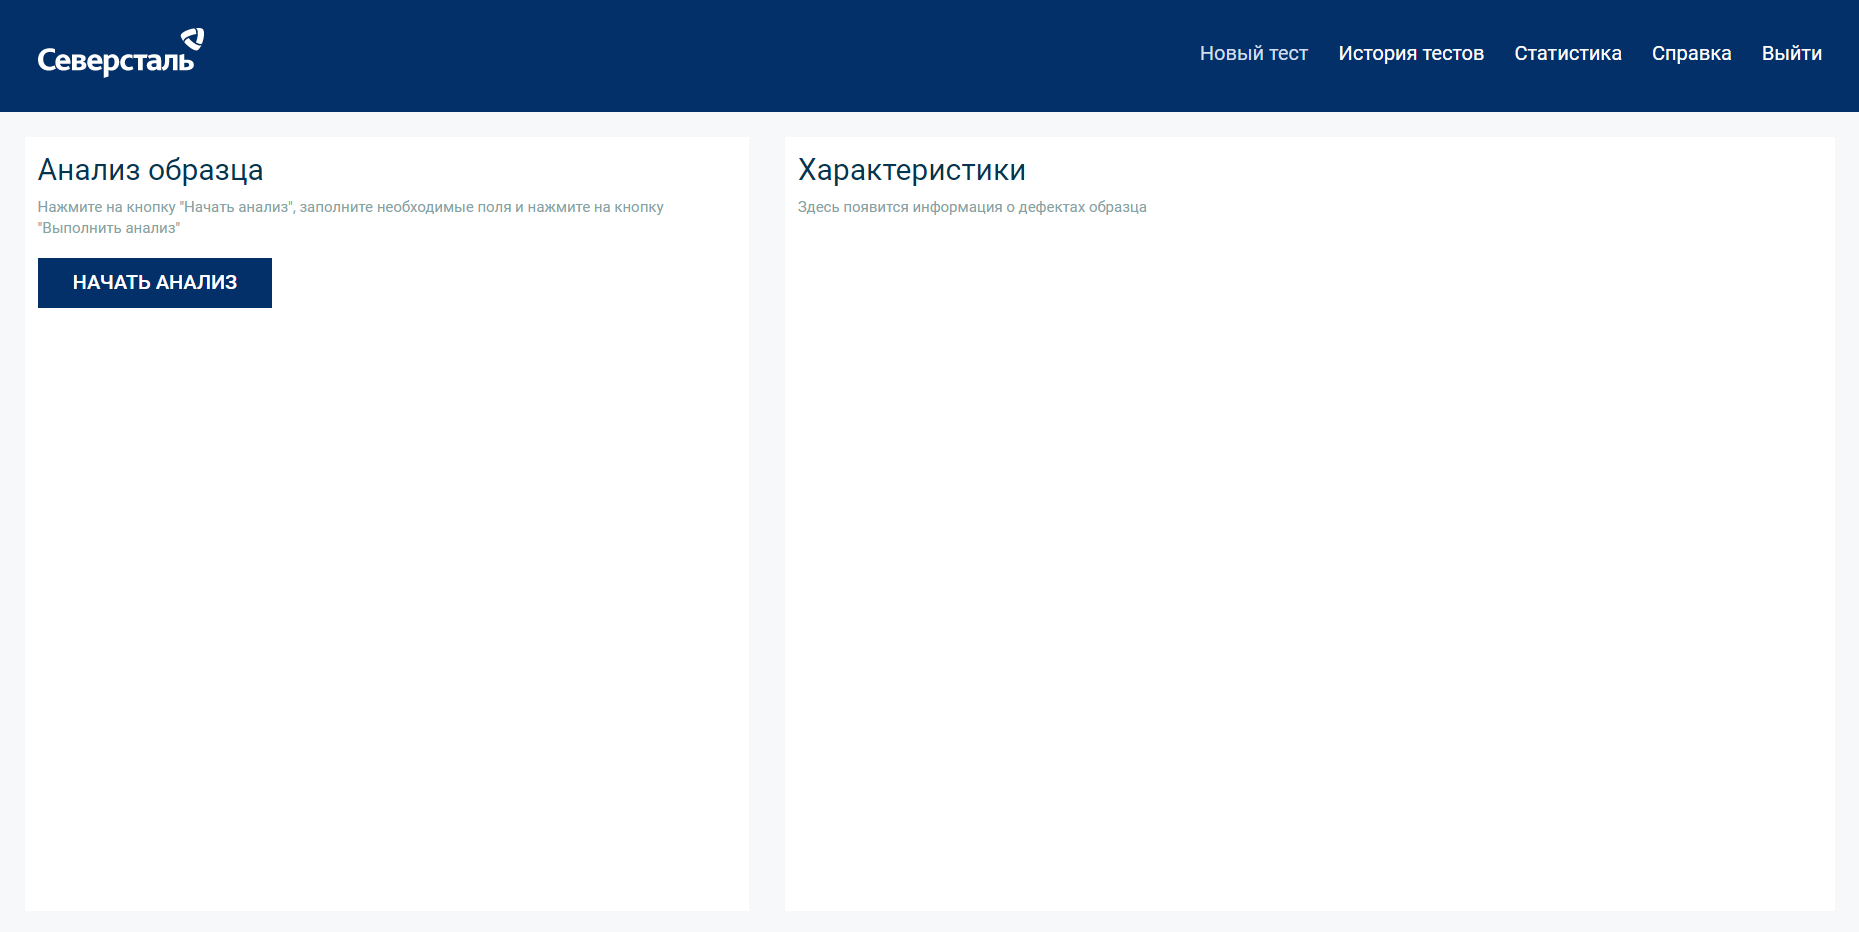 Северсталь
Новый тест История тестов Статистика Справка Выйти
Анализ образца
Нажмите на кнопку "Начать анализ", заполните необходимые поля и нажмите на кнопку
"Выполнить анализ"
НАЧАТЬ АНАЛИЗ
Характеристики
Здесь появится информация о дефектах образца